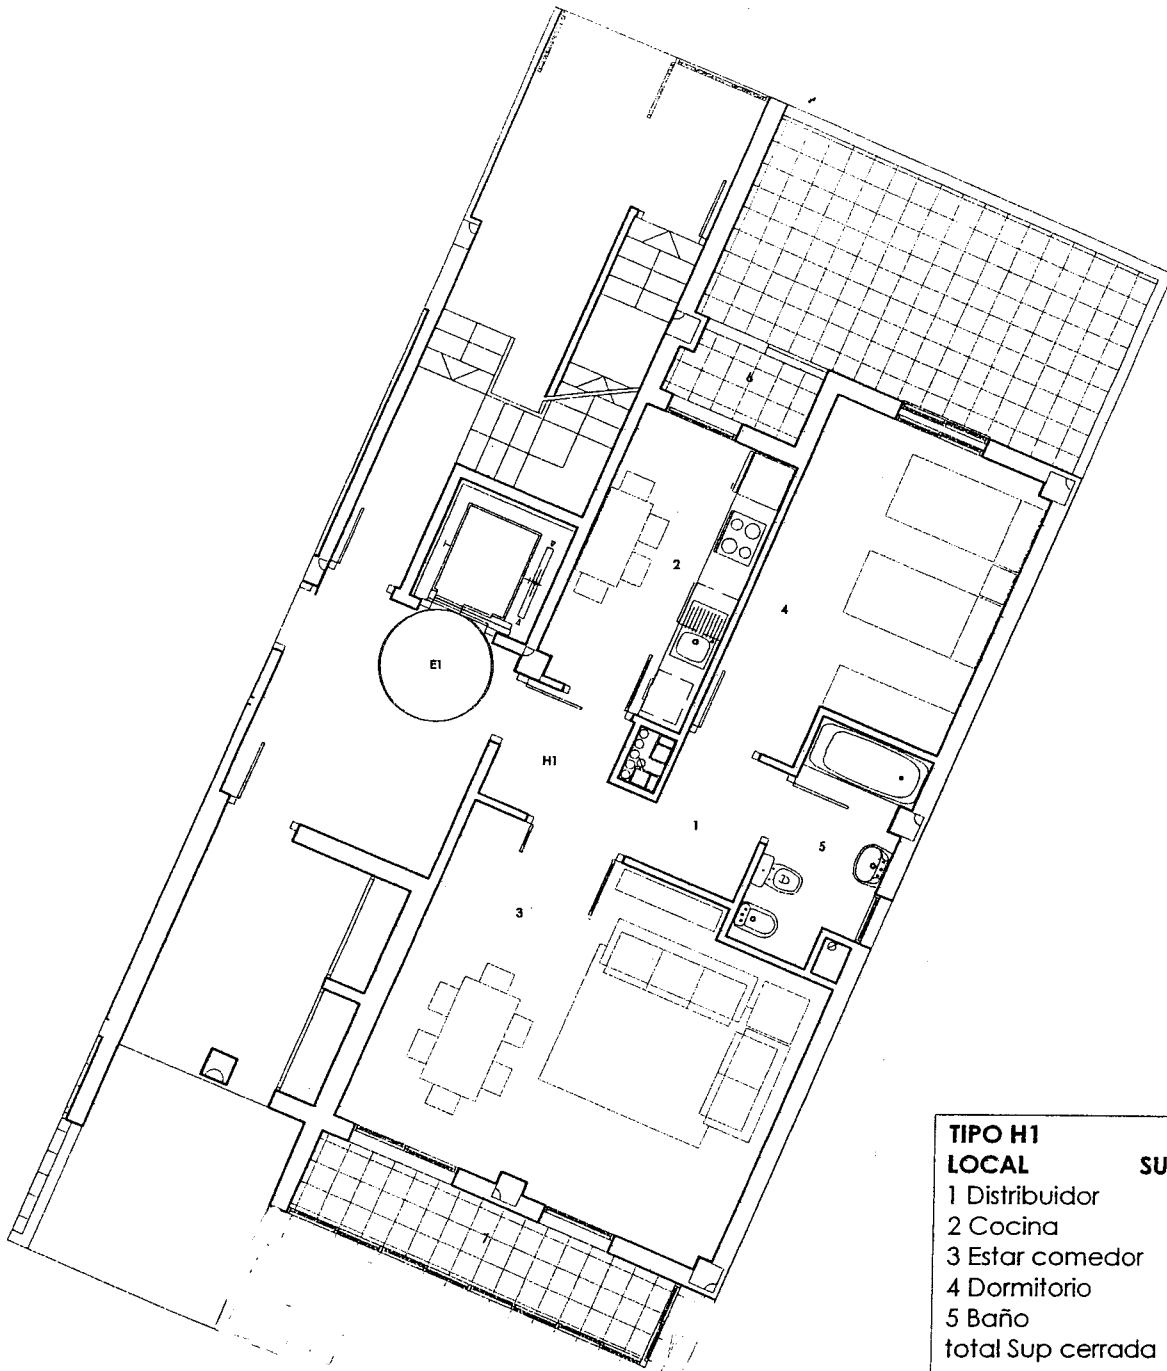 6
2
4
E1
H1
1
5
3
7
TIPO H1
LOCAL SU
1 Distribuidor
2 Cocina
3 Estar comedor
4 Dormitorio
5 Baño
total Sup cerrada